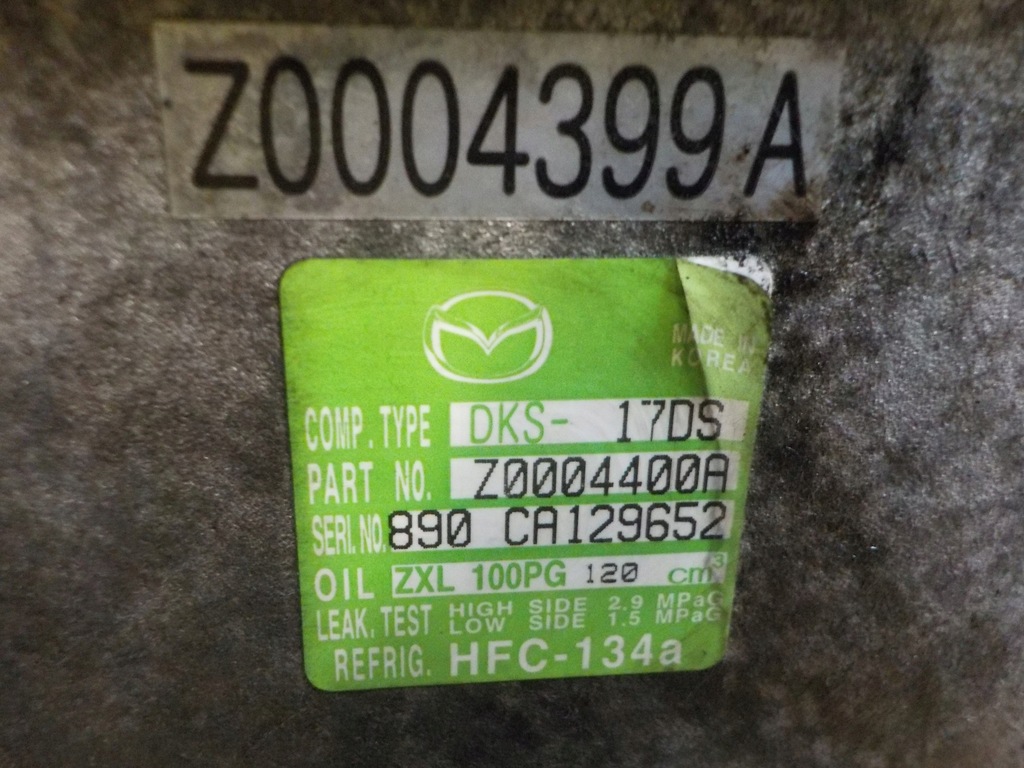 Z0004399A
MADE IN
KOREA
COMP. TYPE DKS- 17DS
PART NO. Z0004400A
SERI. NO. 890 CA129652
OIL ZXL 100PG 120 cm³
LEAK. TEST HIGH SIDE 2.9 MPaG
LOW SIDE 1.5 MPaG
REFRIG. HFC-134a